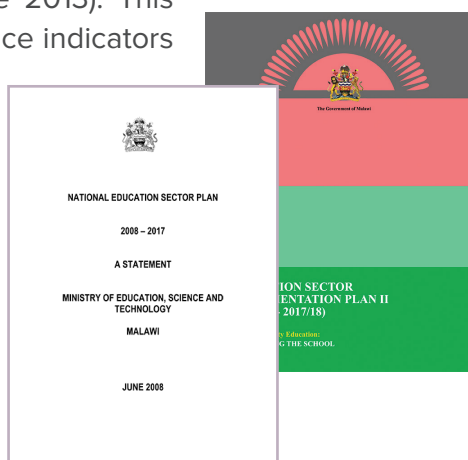 2013). This
ce indicators
The Government of Malawi
NATIONAL EDUCATION SECTOR PLAN
2008 – 2017
A STATEMENT
MINISTRY OF EDUCATION, SCIENCE AND
TECHNOLOGY
MALAWI
JUNE 2008
ION SECTOR
ENTATION PLAN II
2017/18)
y Education:
G THE SCHOOL